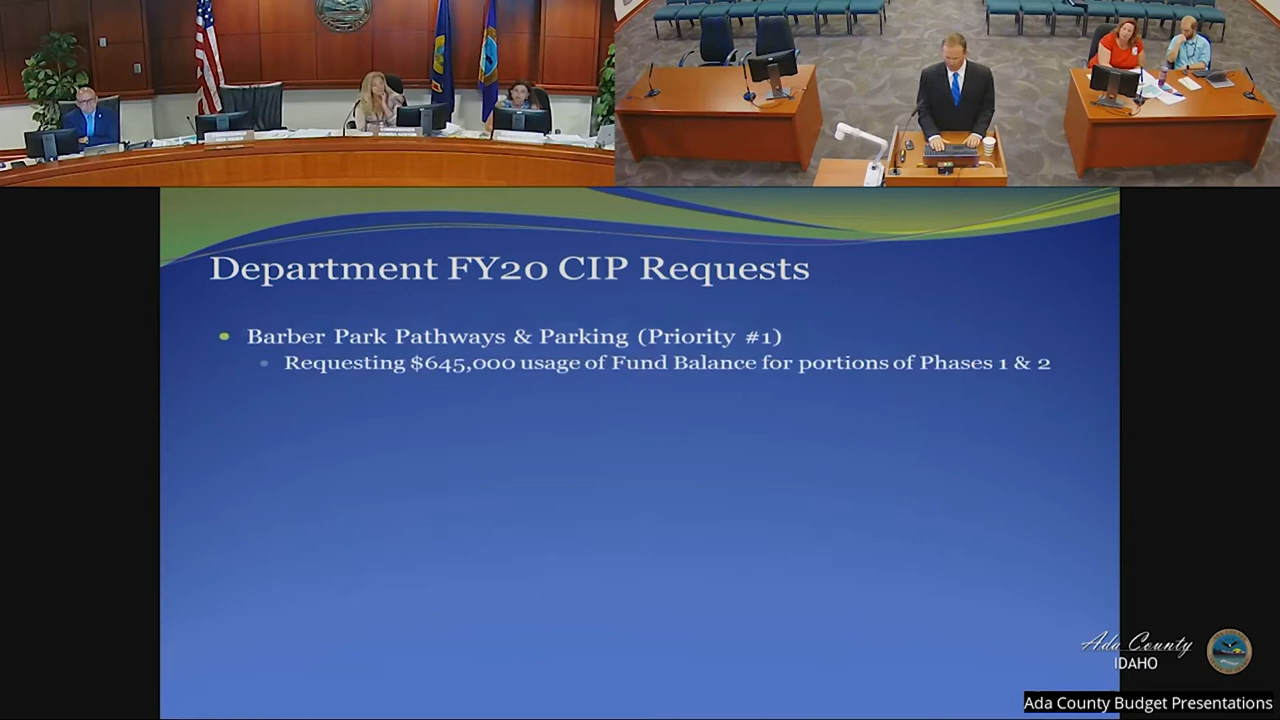 Department FY20 CIP Requests
Barber Park Pathways & Parking (Priority #1)
Requesting $645,000 usage of Fund Balance for portions of Phases 1 & 2
Ada County
IDAHO
Ada County Budget Presentations